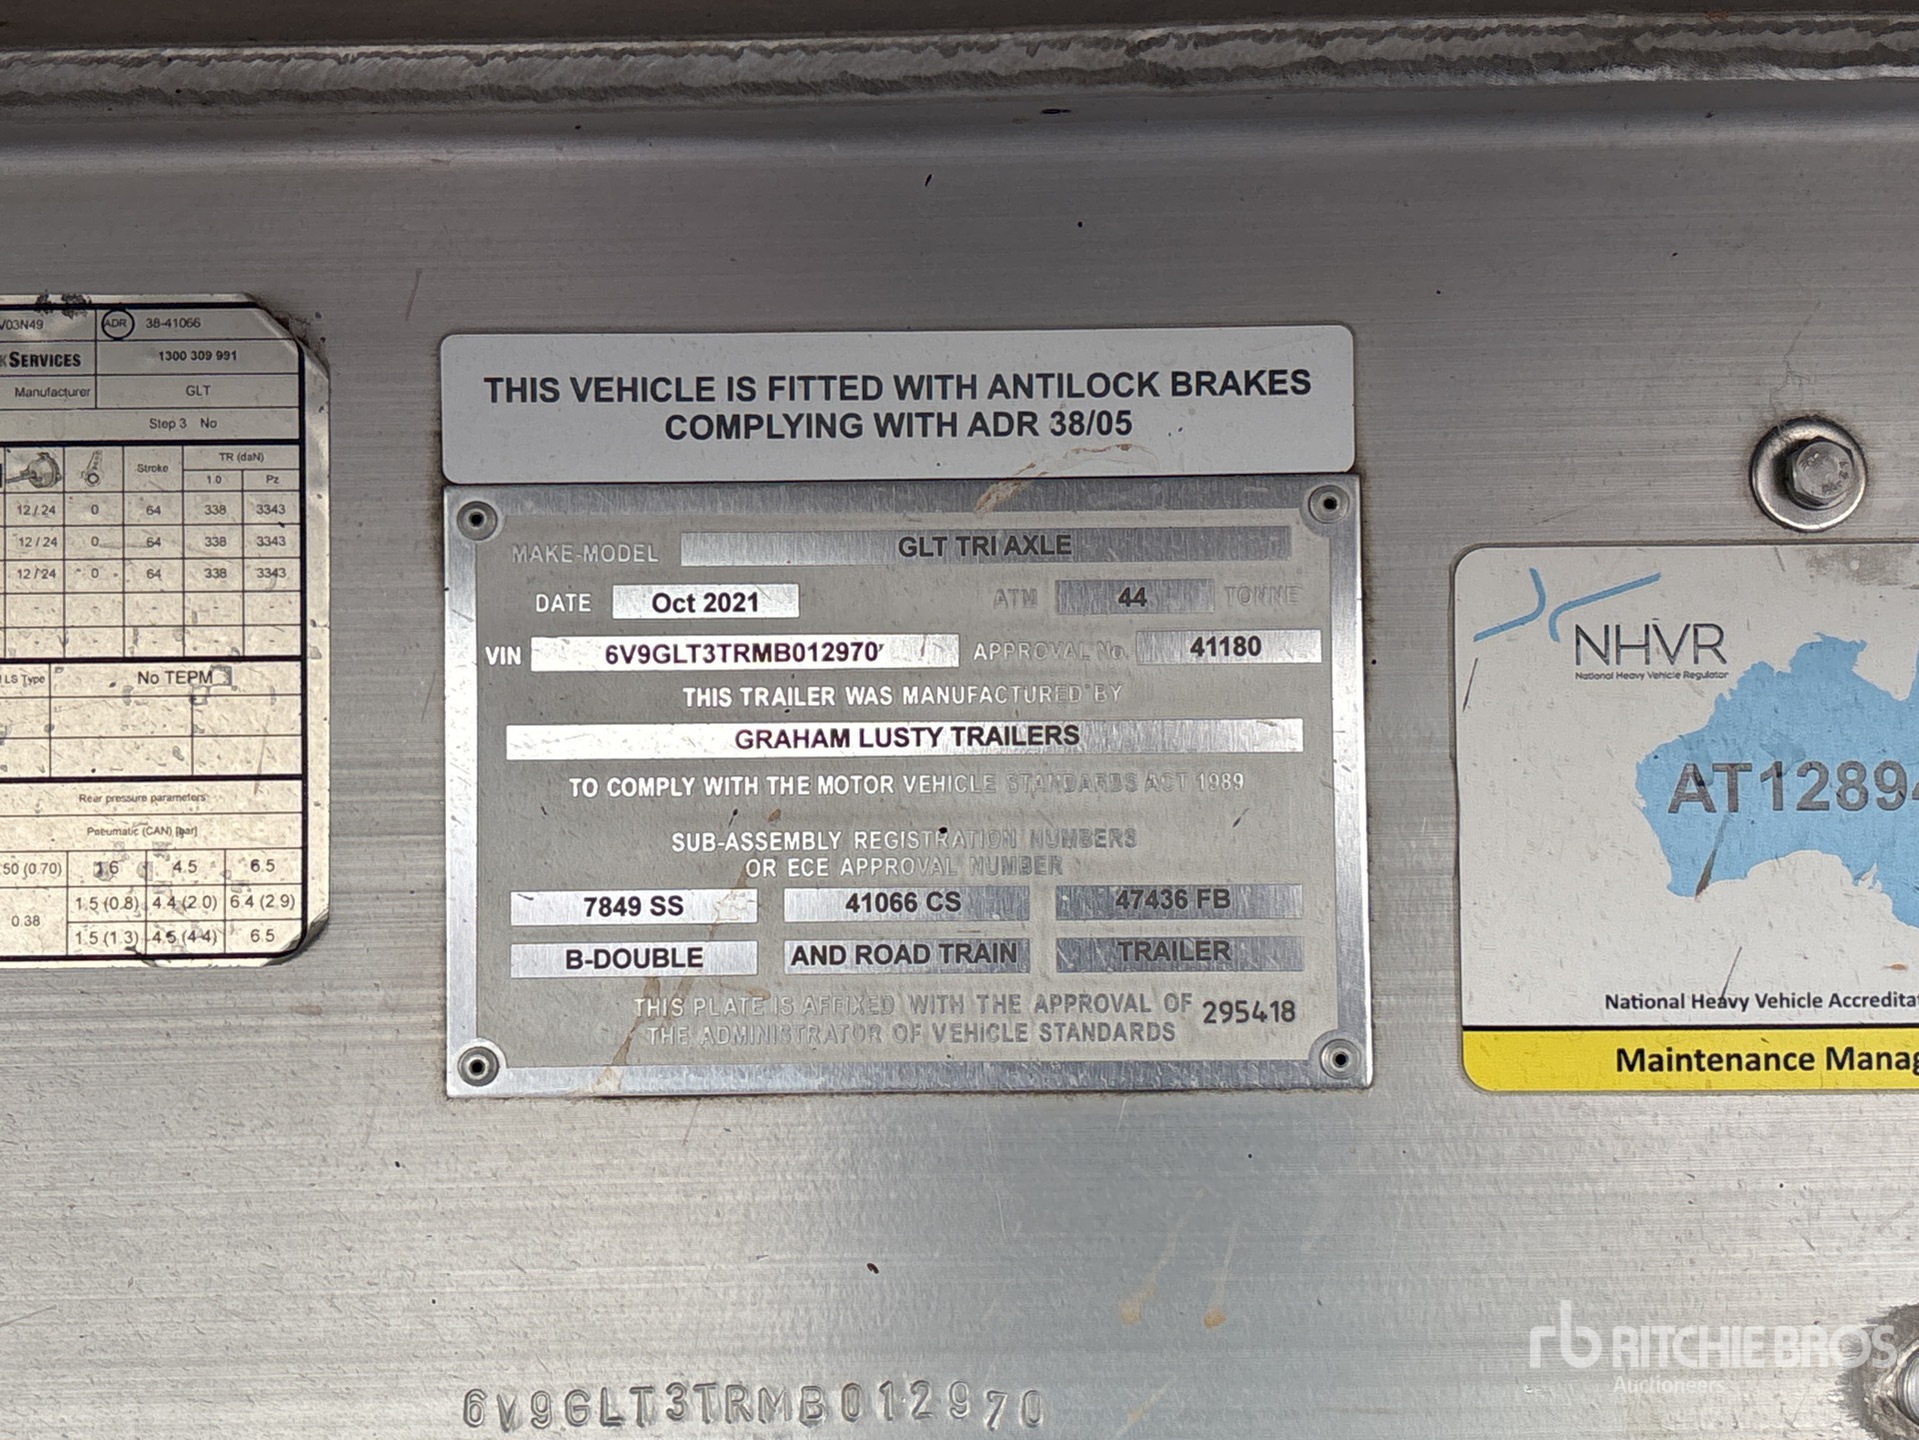 V03N49 ADR 38-41066
SERVICES 1300 309 991
Manufacturer GLT
Step 3 No
Stroke TR (daN)
1.0 Pz
12 / 24 0 64 338 3343
12 / 24 0 64 338 3343
12 / 24 0 64 338 3343
- - - -
- - - -
LS Type No TEPM
Rear pressure parameters
Pneumatic (CAN) [bar]
50 (0.70) 1.6 4.5 6.5
0.38 1.5 (0.8) 4.4 (2.0) 6.4 (2.9)
1.5 (1.3) 4.5 (4.4) 6.5
THIS VEHICLE IS FITTED WITH ANTILOCK BRAKES
COMPLYING WITH ADR 38/05
MAKE-MODEL GLT TRI AXLE
DATE Oct 2021 ATM 44 TONNE
VIN 6V9GLT3TRMB012970 APPROVAL No. 41180
THIS TRAILER WAS MANUFACTURED BY
GRAHAM LUSTY TRAILERS
TO COMPLY WITH THE MOTOR VEHICLE STANDARDS ACT 1989
SUB-ASSEMBLY REGISTRATION NUMBERS
OR ECE APPROVAL NUMBER
7849 SS 41066 CS 47436 FB
B-DOUBLE AND ROAD TRAIN TRAILER
THIS PLATE IS AFFIXED WITH THE APPROVAL OF 295418
THE ADMINISTRATOR OF VEHICLE STANDARDS
NHVR
National Heavy Vehicle Regulator
AT1289
National Heavy Vehicle
Maintenance
6V9GLT3TRMB012970
rb RITCHIE BROS
Auctioneers